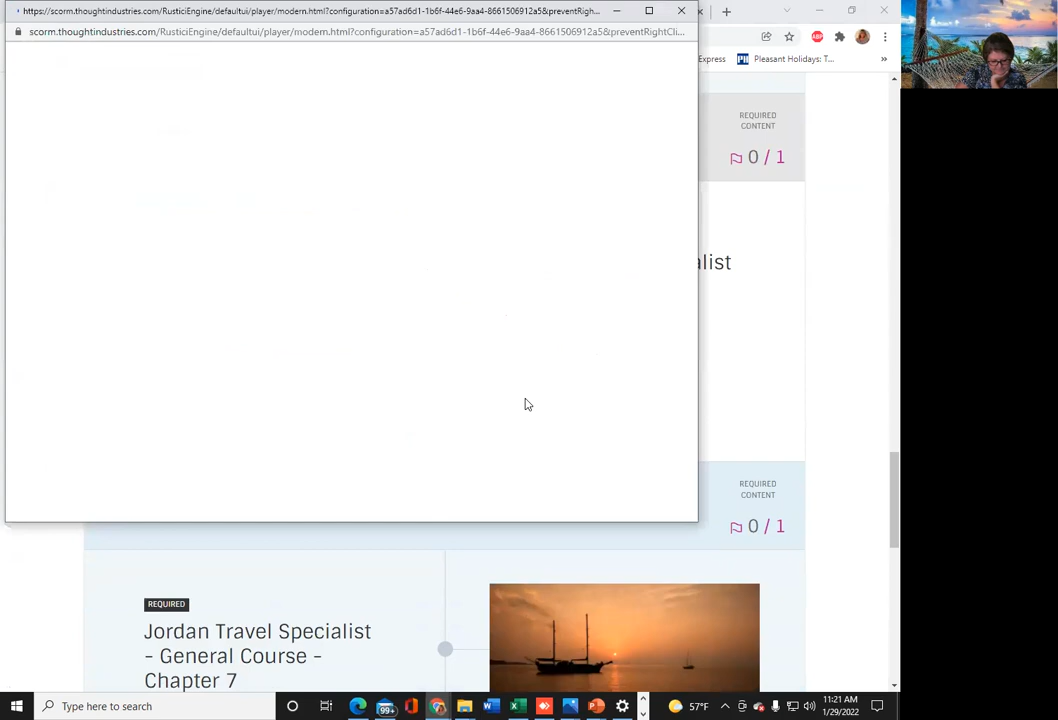 https://scorm.thoughtindustries.com/RusticiEngine/defaultui/player/modern.html?configuration=a57ad6d1-1b6f-44e6-9aa4-8661506912a5&preventRightClic...
scorm.thoughtindustries.com/RusticiEngine/defaultui/player/modern.html?configuration=a57ad6d1-1b6f-44e6-9aa4-8661506912a5&preventRightCli...
ABP
Express
Pleasant Holidays: T...
»
REQUIRED
CONTENT
0 / 1
alist
REQUIRED
CONTENT
0 / 1
REQUIRED
Jordan Travel Specialist
- General Course -
Chapter 7
Type here to search
99+
57°F
11:21 AM
1/29/2022